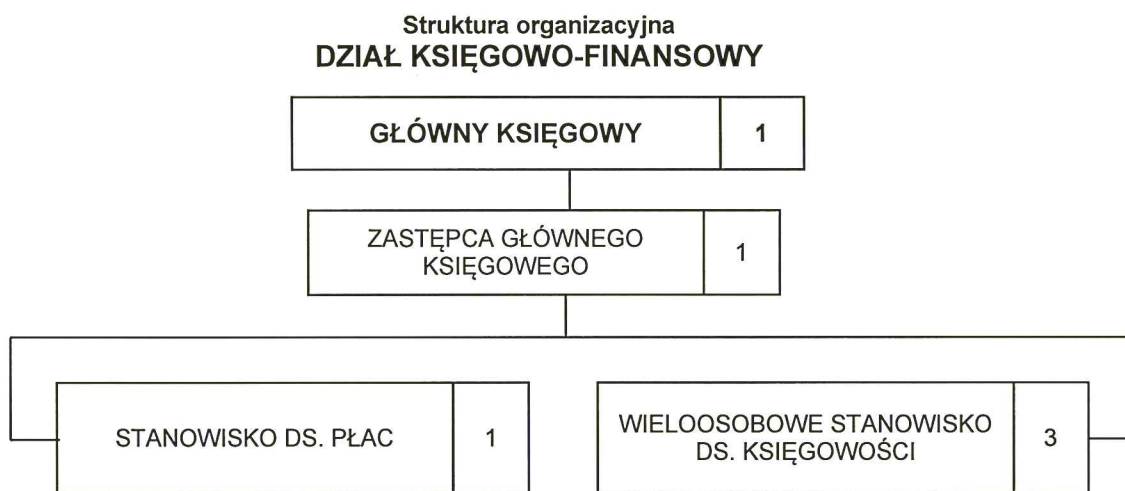 Struktura organizacyjna
DZIAŁ KSIĘGOWO-FINANSOWY
GŁÓWNY KSIĘGOWY 1
ZASTĘPCA GŁÓWNEGO
KSIĘGOWEGO
1
STANOWISKO DS. PŁAC 1
WIELOOSOBOWE STANOWISKO
DS. KSIĘGOWOŚCI
3